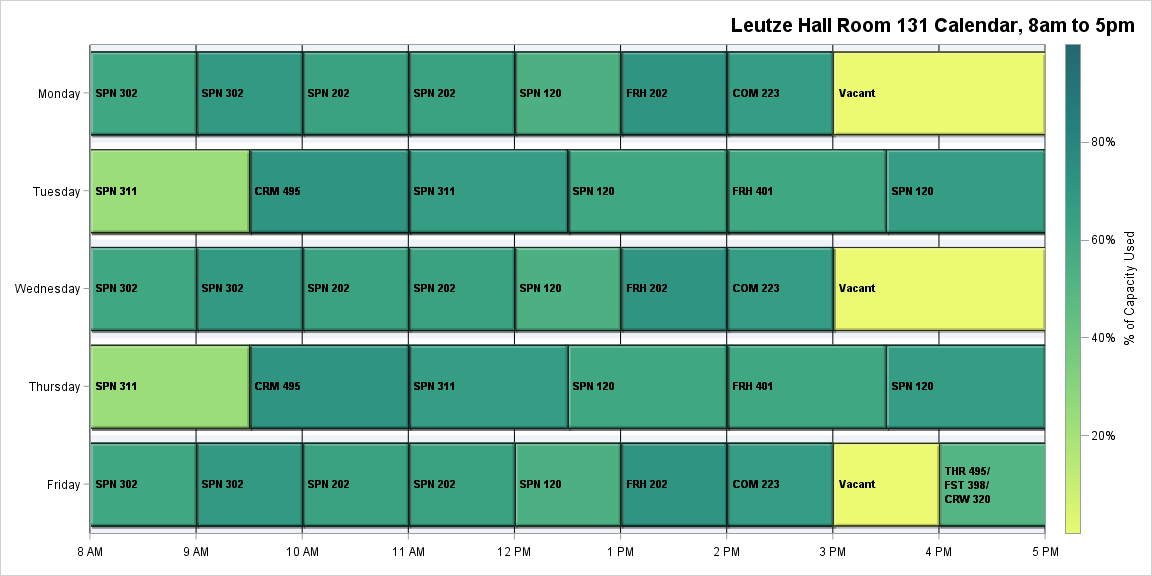 Leutze Hall Room 131 Calendar, 8am to 5pm
Monday
SPN 302
SPN 302
SPN 202
SPN 202
SPN 120
FRH 202
COM 223
Vacant
Tuesday
SPN 311
CRM 495
SPN 311
SPN 120
FRH 401
SPN 120
Wednesday
SPN 302
SPN 302
SPN 202
SPN 202
SPN 120
FRH 202
COM 223
Vacant
Thursday
SPN 311
CRM 495
SPN 311
SPN 120
FRH 401
SPN 120
Friday
SPN 302
SPN 302
SPN 202
SPN 202
SPN 120
FRH 202
COM 223
Vacant
THR 495/
FST 398/
CRW 320
8 AM
9 AM
10 AM
11 AM
12 PM
1 PM
2 PM
3 PM
4 PM
5 PM
80%
60%
40%
20%
% of Capacity Used